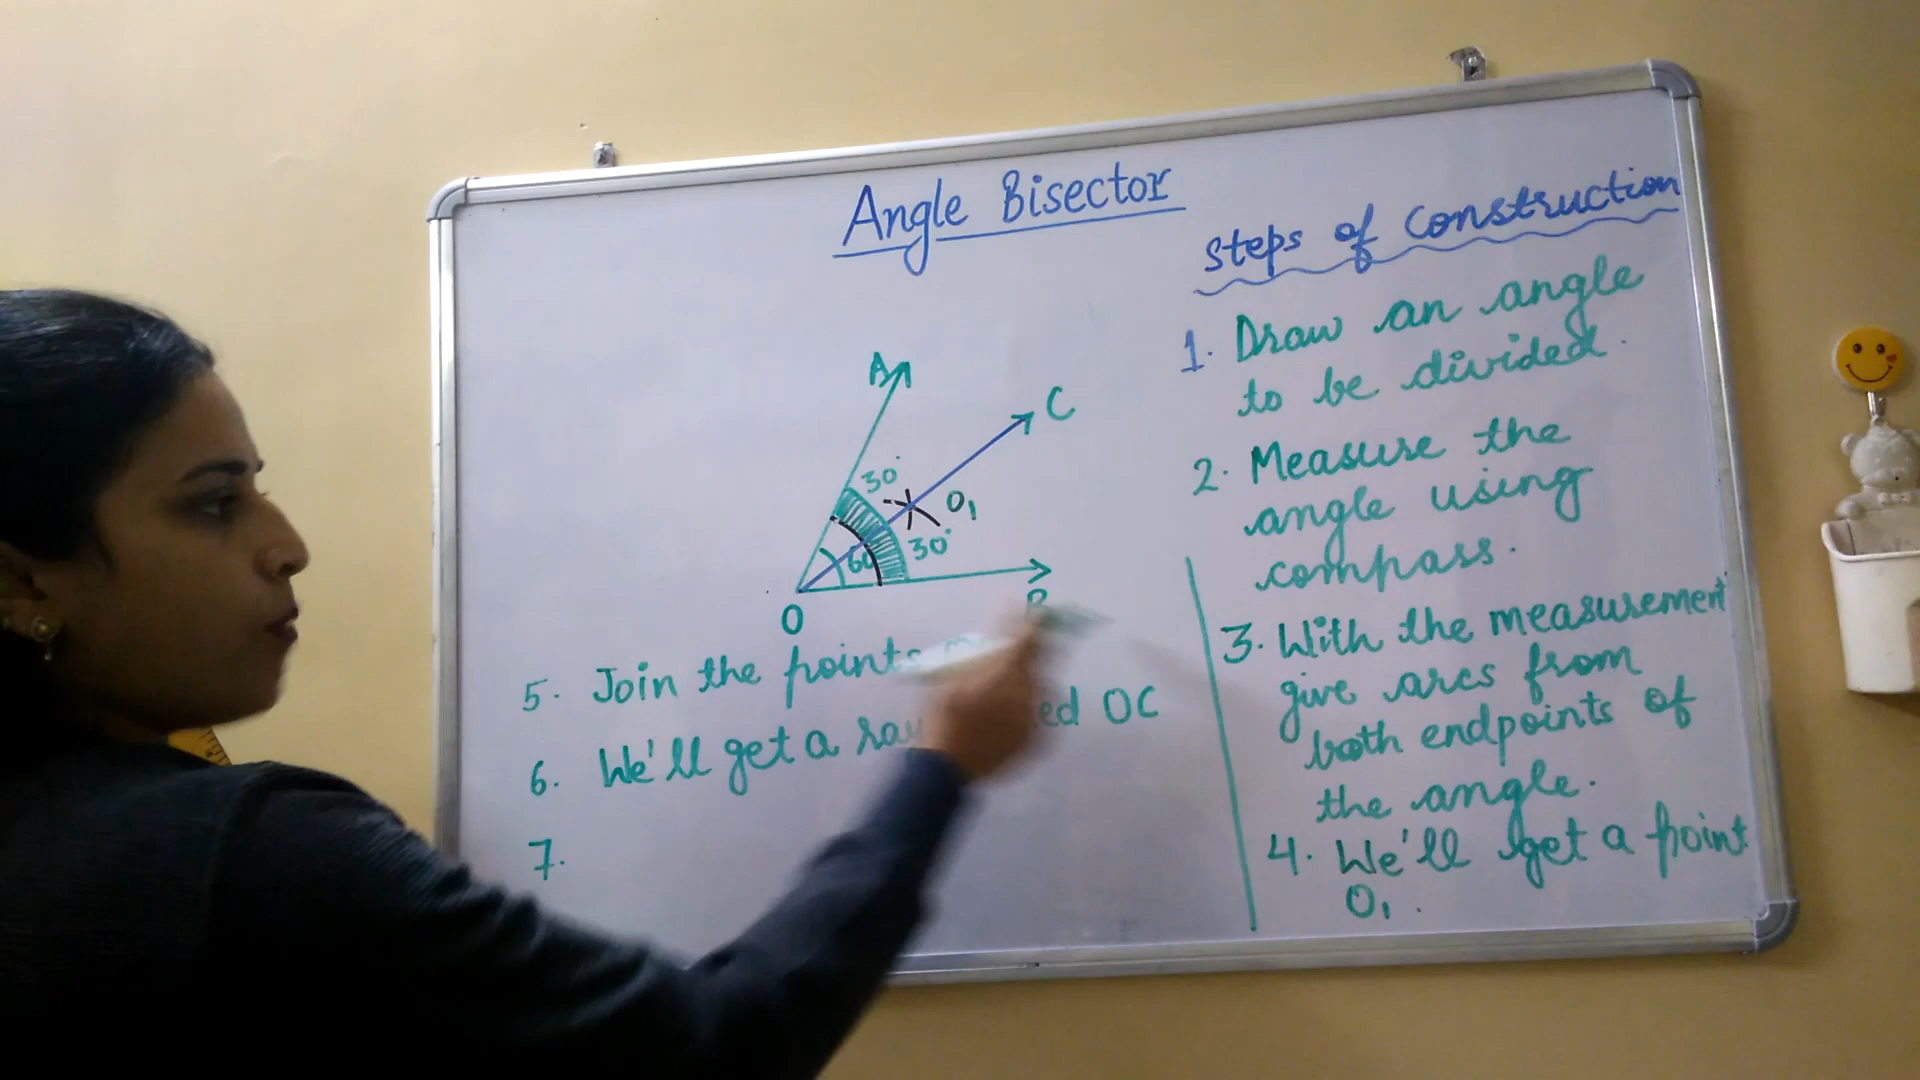 Angle Bisector
Steps of Construction
1. Draw an angle
to be divided.
2. Measure the
angle using
compass.
3. With the measurement
give arcs from
both endpoints of
the angle.
4. We'll get a point
O₁.
A
C
30°
O₁
30°
60
O
5. Join the points
6. We'll get a ray OC
7.